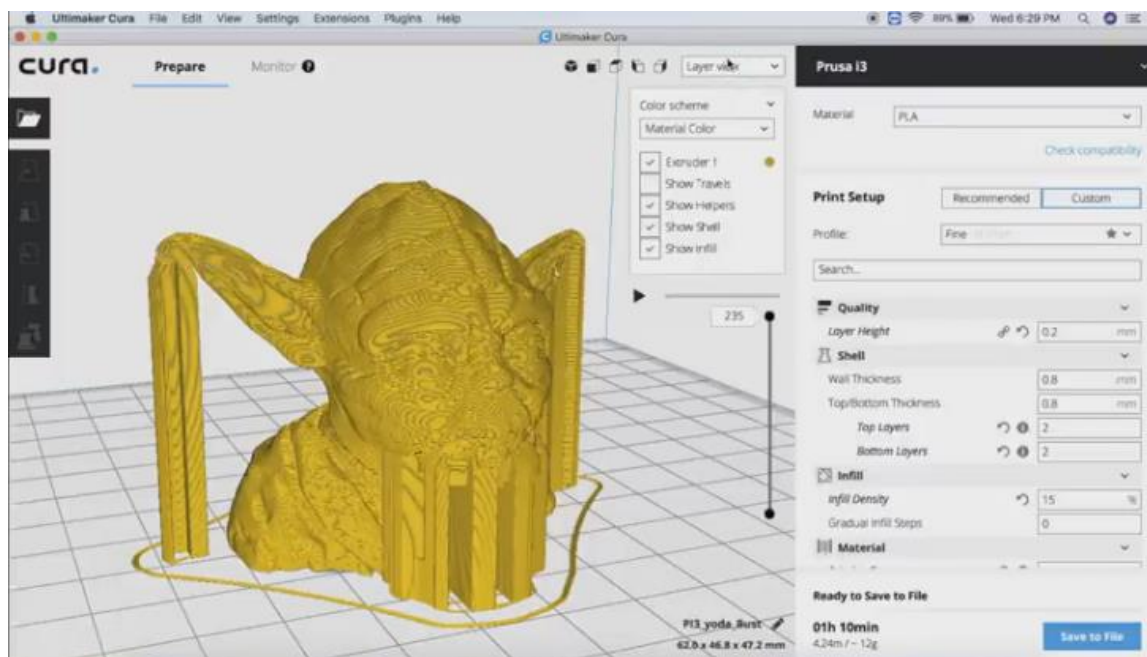 Ultimaker Cura File Edit View Settings Extensions Plugins Help
Wed 6:29 PM
Ultimaker Cura
cura.
Prepare
Monitor
Layer view
Prusa i3
Color scheme
Material Color
Extruder 1
Show Travels
Show Helpers
Show Shell
Show Infill
235
Material
PLA
Check compatibility
Print Setup
Recommended
Custom
Profile:
Fine
Search...
Quality
Layer Height
0.2
mm
Shell
Wall Thickness
0.8
mm
Top/Bottom Thickness
0.8
mm
Top Layers
2
Bottom Layers
2
Infill
Infill Density
15
%
Gradual Infill Steps
0
Material
Ready to Save to File
01h 10min
4.24m / ~ 12g
Save to File
PI3_yoda_Bust
62.0 x 46.8 x 47.2 mm